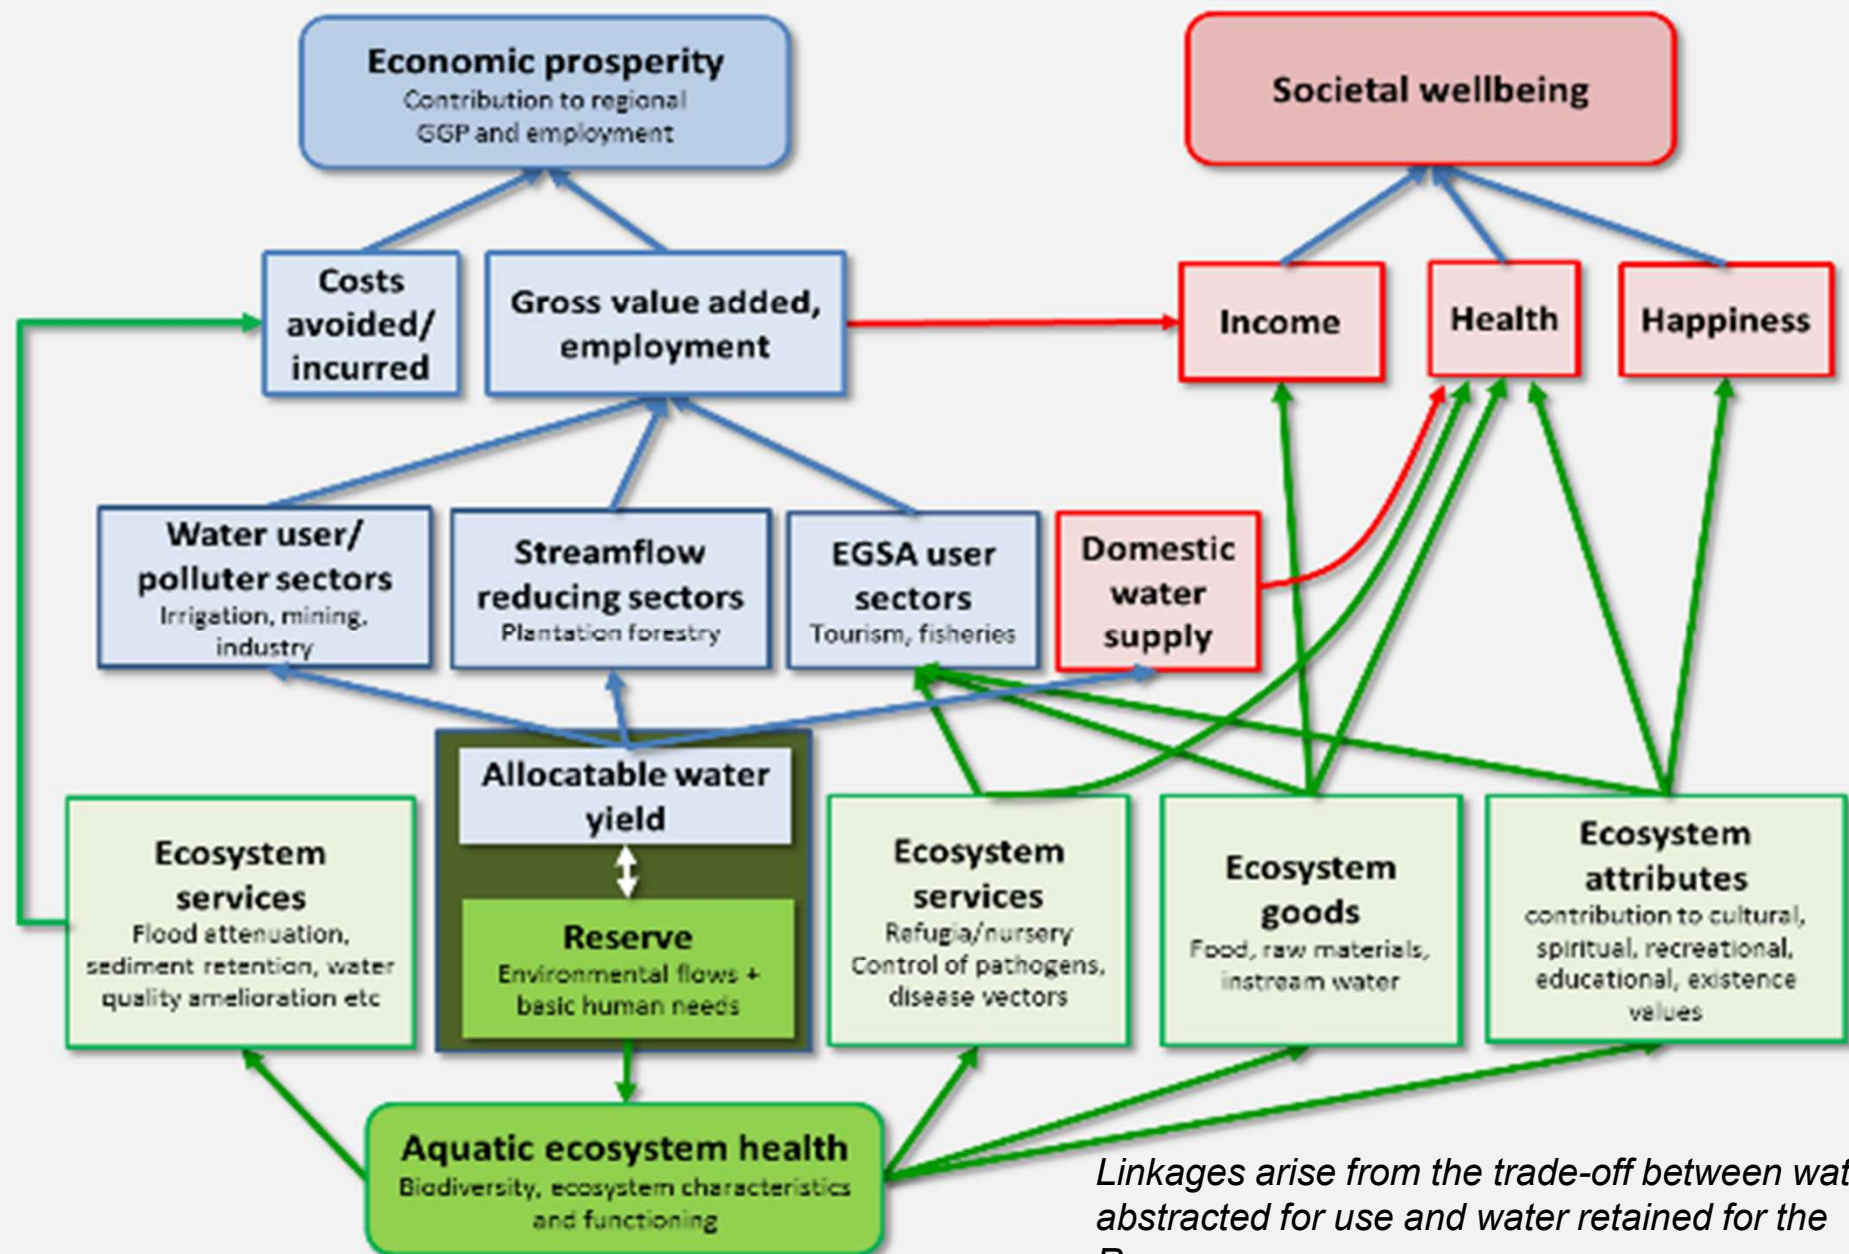 Economic prosperity
Contribution to regional
GGP and employment
Societal wellbeing
Costs
avoided/
incurred
Gross value added,
employment
Income
Health
Happiness
Water user/
polluter sectors
Irrigation, mining,
industry
Streamflow
reducing sectors
Plantation forestry
EGSA user
sectors
Tourism, fisheries
Domestic
water
supply
Allocatable water
yield
Ecosystem
services
Flood attenuation,
sediment retention, water
quality amelioration etc
Reserve
Environmental flows +
basic human needs
Ecosystem
services
Refugia/nursery
Control of pathogens,
disease vectors
Ecosystem
goods
Food, raw materials,
instream water
Ecosystem
attributes
contribution to cultural,
spiritual, recreational,
educational, existence
values
Aquatic ecosystem health
Biodiversity, ecosystem characteristics
and functioning
Linkages arise from the trade-off between
abstracted for use and water retained for the